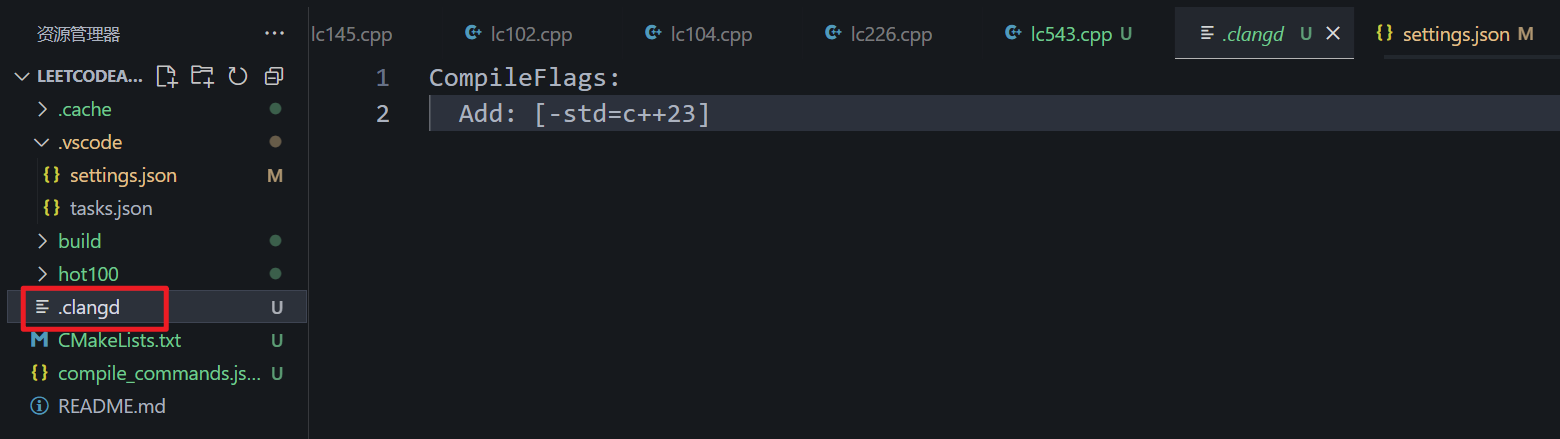 资源管理器 ···
LEETCODEA...
.cache
.vscode
settings.json M
tasks.json
build
hot100
.clangd U
CMakeLists.txt U
compile_commands.js... U
README.md
lc145.cpp lc102.cpp lc104.cpp lc226.cpp lc543.cpp U .clangd U settings.json M
1 CompileFlags:
2 Add: [-std=c++23]